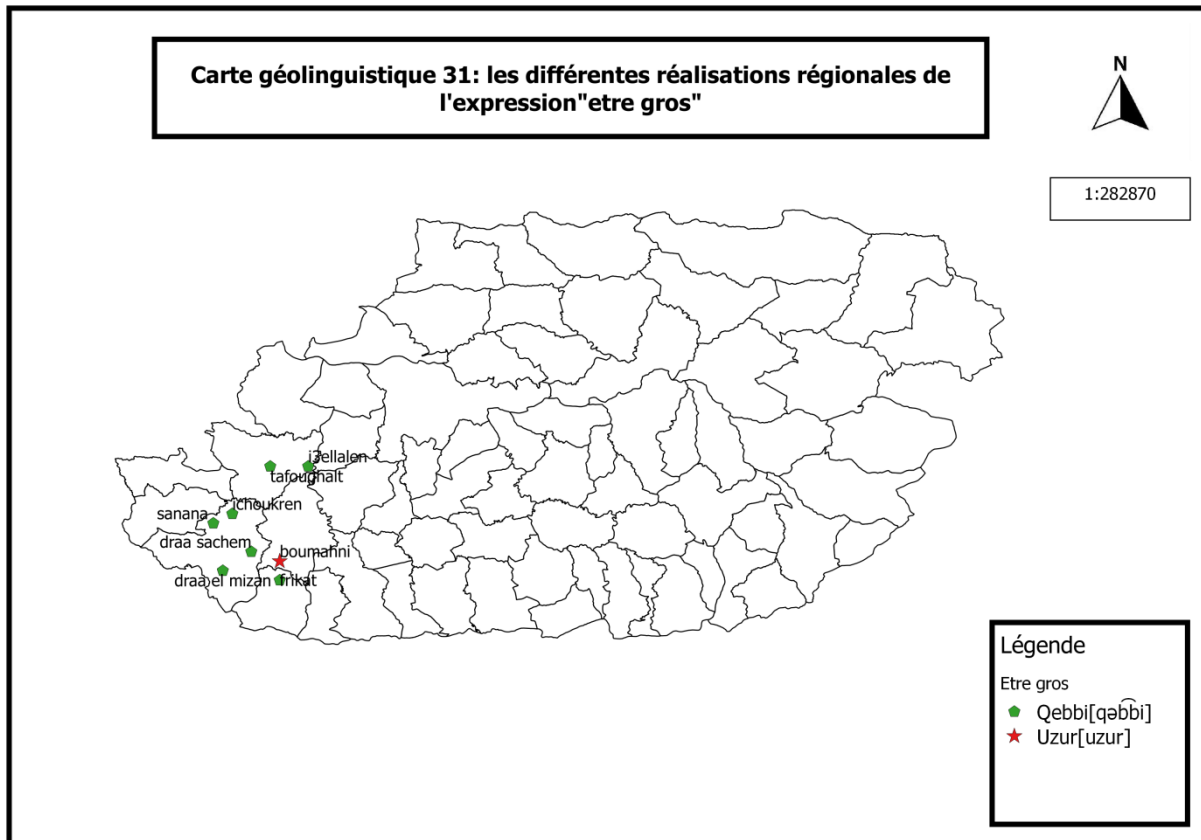 Carte géolinguistique 31: les différentes réalisations régionales de
l'expression"etre gros"
N
1:282870
i3ellalen
tafoughalt
ichoukren
sanana
draa sachem
boumahni
draa el mizan
frikat
Légende
Etre gros
Qebbi[qəb͡bi]
Uzur[uzur]